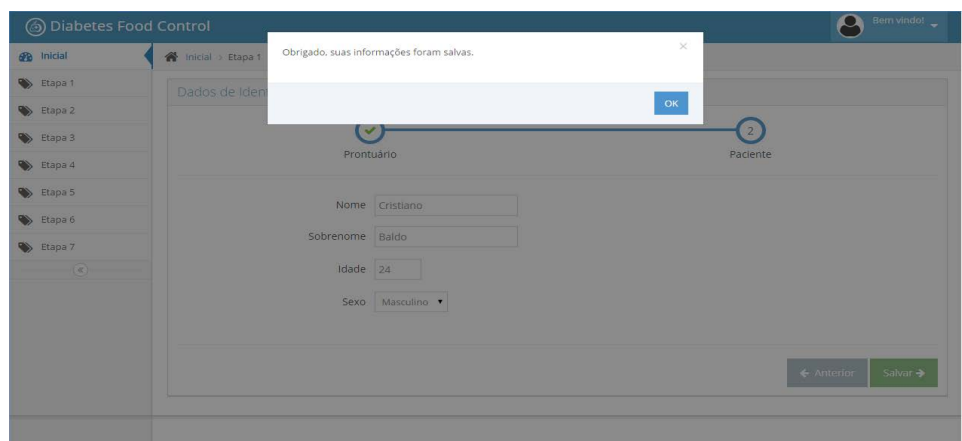 Diabetes Food Control
Bem vindo!
Inicial
Etapa 1
Etapa 2
Etapa 3
Etapa 4
Etapa 5
Etapa 6
Etapa 7
Inicial › Etapa 1
Obrigado, suas informações foram salvas.
×
OK
Dados de Iden
2
Prontuário
Paciente
Nome Cristiano
Sobrenome Baldo
Idade 24
Sexo Masculino
Anterior
Salvar